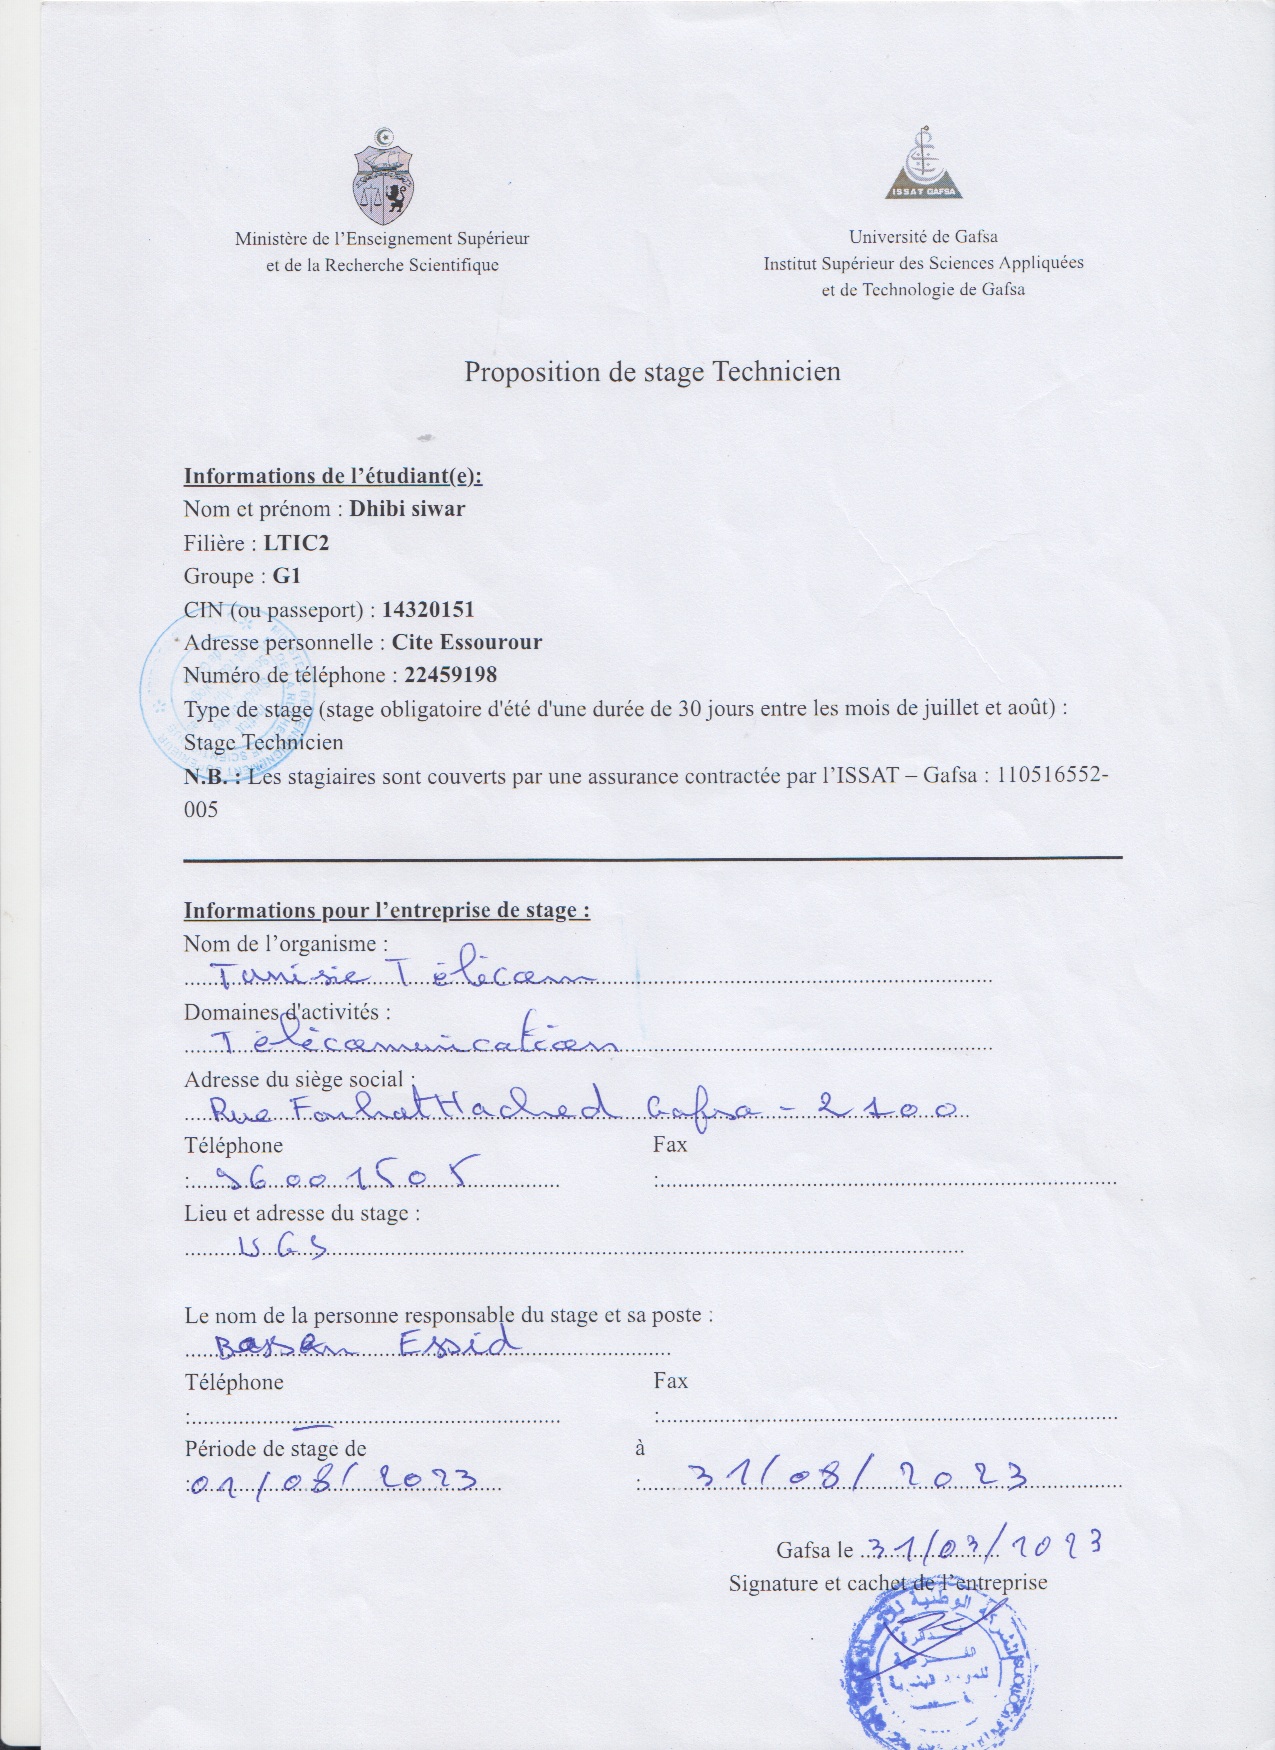 ISSAT GAFSA
Ministère de l'Enseignement Supérieur
et de la Recherche Scientifique
Université de Gafsa
Institut Supérieur des Sciences Appliquées
et de Technologie de Gafsa
Proposition de stage Technicien
Informations de l'étudiant(e):
Nom et prénom : Dhibi siwar
Filière : LTIC2
Groupe : G1
CIN (ou passeport) : 14320151
Adresse personnelle : Cite Essourour
Numéro de téléphone : 22459198
Type de stage (stage obligatoire d'été d'une durée de 30 jours entre les mois de juillet et août) :
Stage Technicien
N.B. : Les stagiaires sont couverts par une assurance contractée par l'ISSAT – Gafsa : 110516552-
005
Informations pour l'entreprise de stage :
Nom de l'organisme :
Tunisie Télécom
Domaines d'activités :
Télécomunication
Adresse du siège social :
Rue Farhat Hached Gafsa - 2100
Téléphone Fax
: 96001505 :
Lieu et adresse du stage :
Le nom de la personne responsable du stage et sa poste :
Essid
Téléphone Fax
: :
Période de stage de à
: 01/08/2023 : 31/08/2023
Gafsa le 31/03/2023
Signature et cachet de l'entreprise
الشركة الوطنية للاتصالات